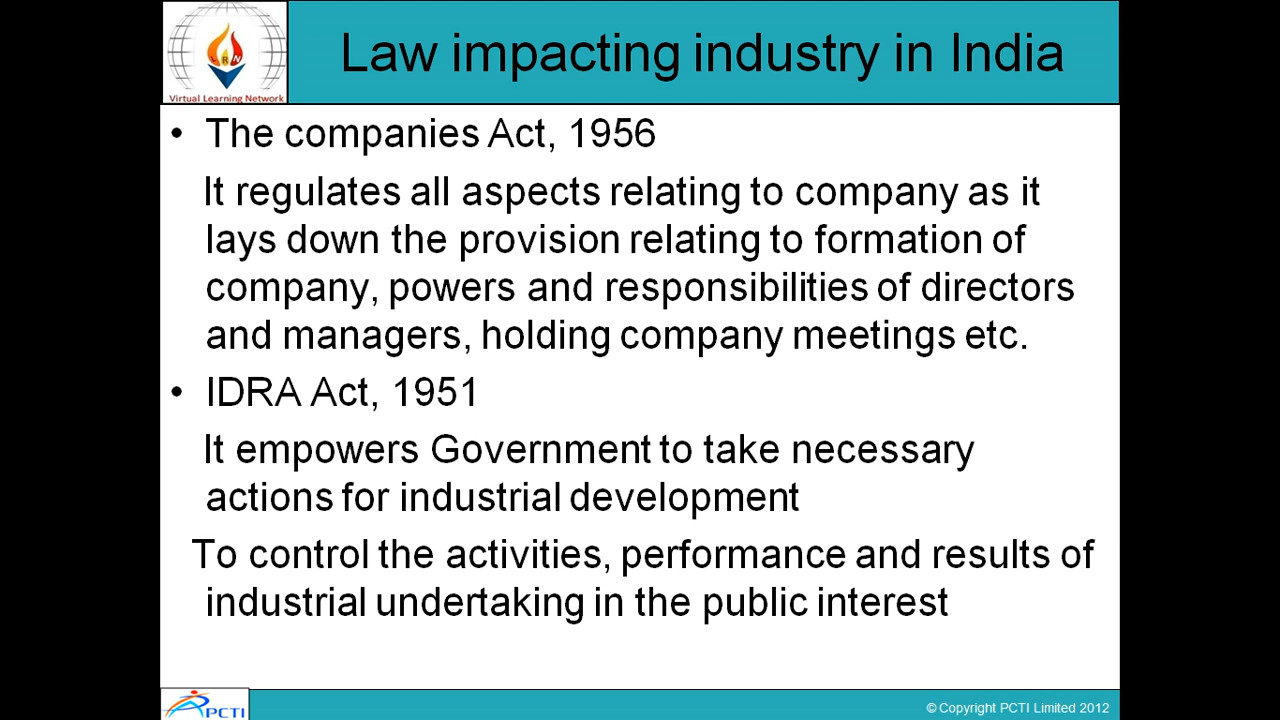 Law impacting industry in India
Virtual Learning Network
• The companies Act, 1956
It regulates all aspects relating to company as it
lays down the provision relating to formation of
company, powers and responsibilities of directors
and managers, holding company meetings etc.
• IDRA Act, 1951
It empowers Government to take necessary
actions for industrial development
To control the activities, performance and results of
industrial undertaking in the public interest
PCTI
© Copyright PCTI Limited 2012